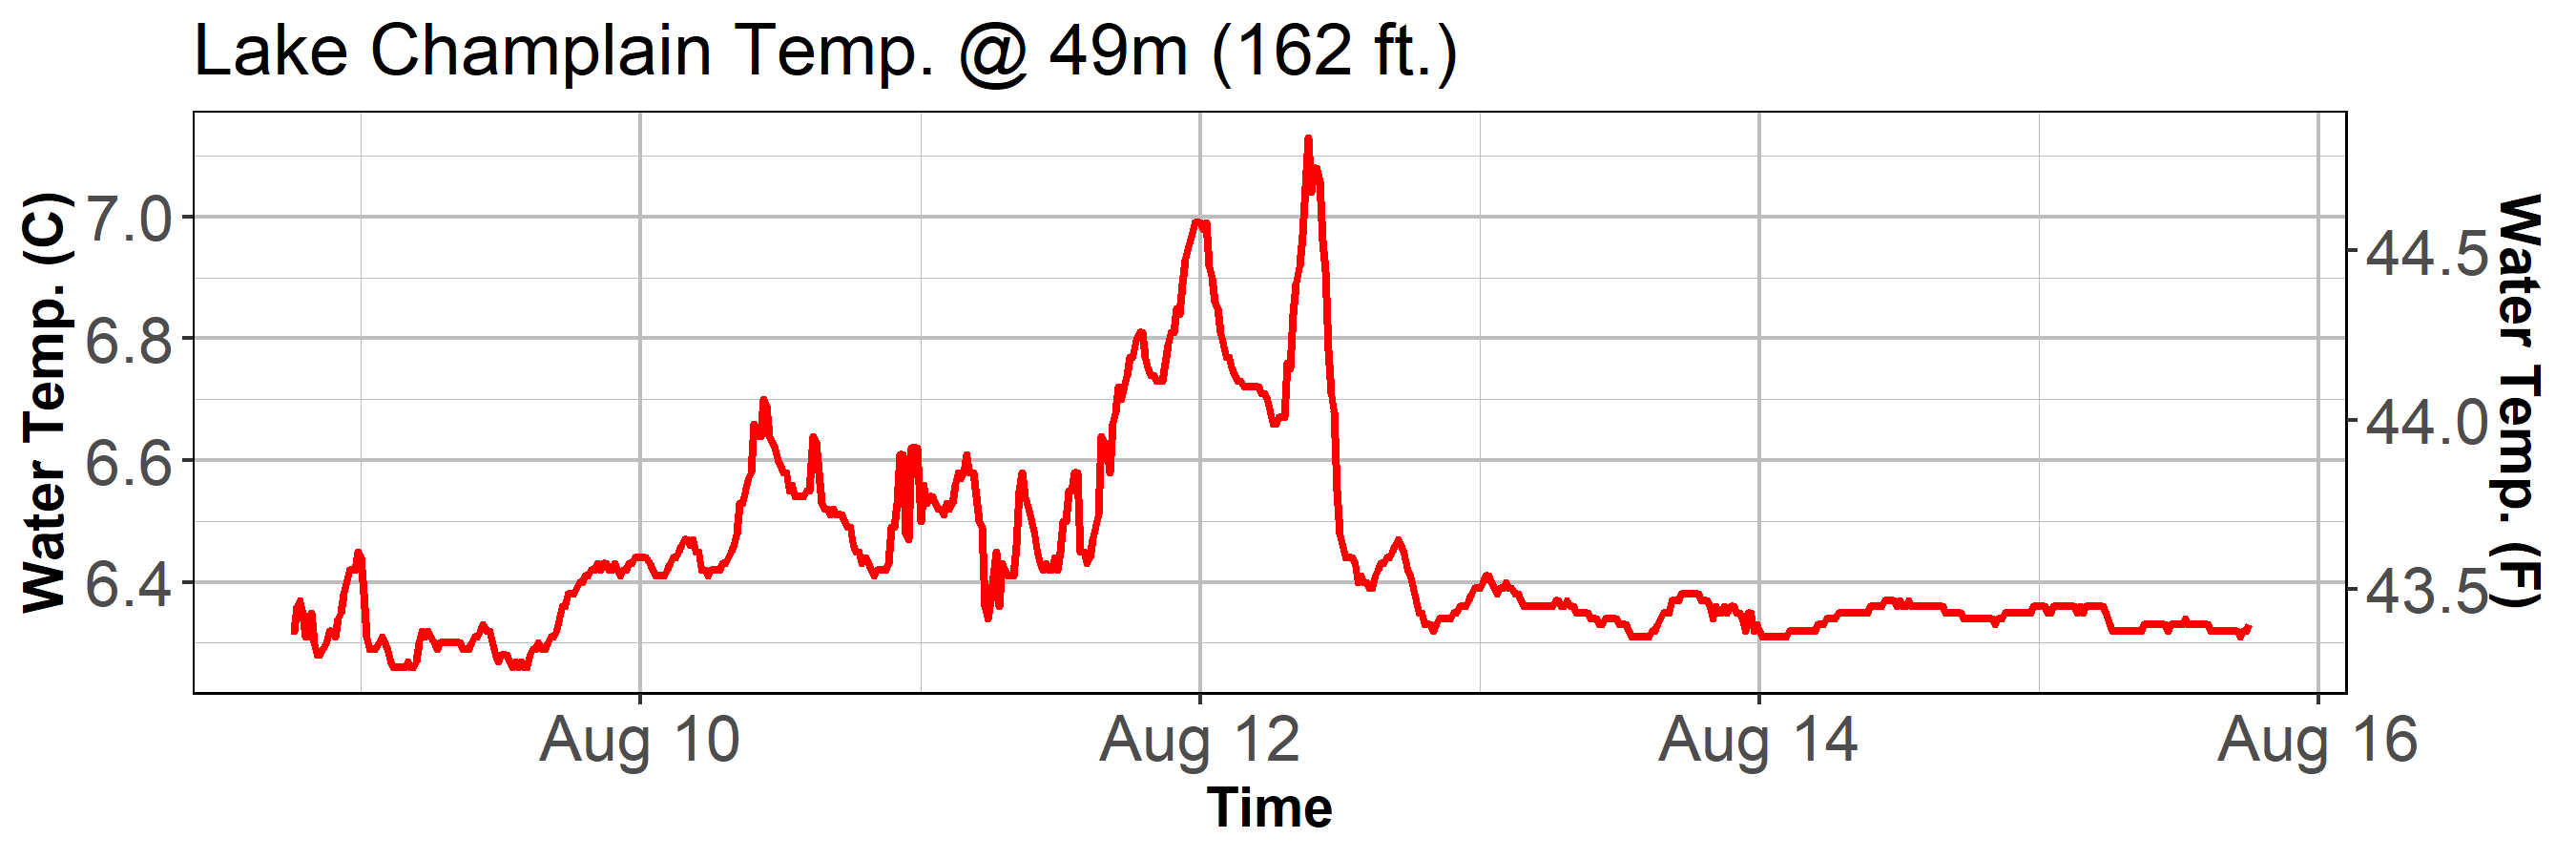 Lake Champlain Temp. @ 49m (162 ft.)
Water Temp. (C)
7.0
6.8
6.6
6.4
44.5
44.0
43.5
Water Temp. (F)
Aug 10 Aug 12 Aug 14 Aug 16
Time